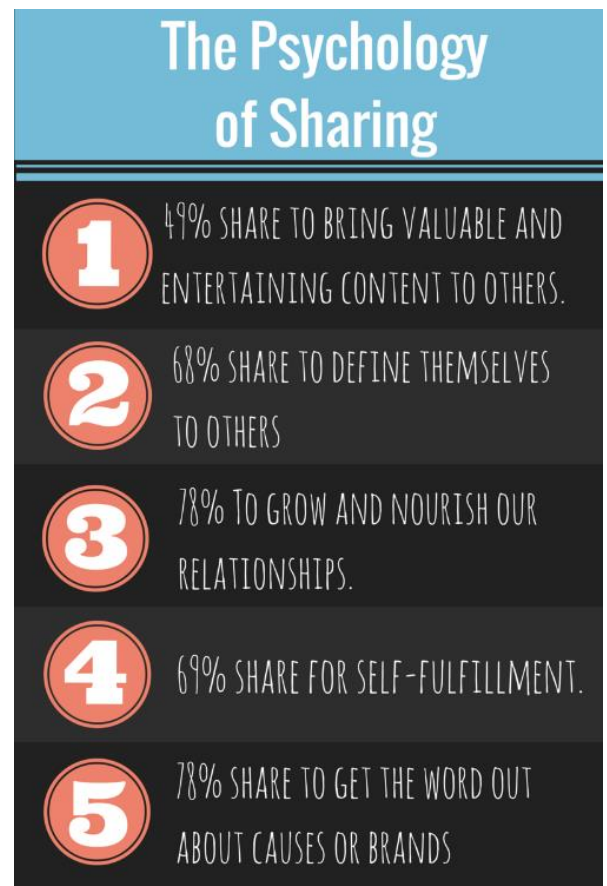 The Psychology
of Sharing
1
49% SHARE TO BRING VALUABLE AND
ENTERTAINING CONTENT TO OTHERS.
2
68% SHARE TO DEFINE THEMSELVES
TO OTHERS
3
78% TO GROW AND NOURISH OUR
RELATIONSHIPS.
4
69% SHARE FOR SELF-FULFILLMENT.
5
78% SHARE TO GET THE WORD OUT
ABOUT CAUSES OR BRANDS